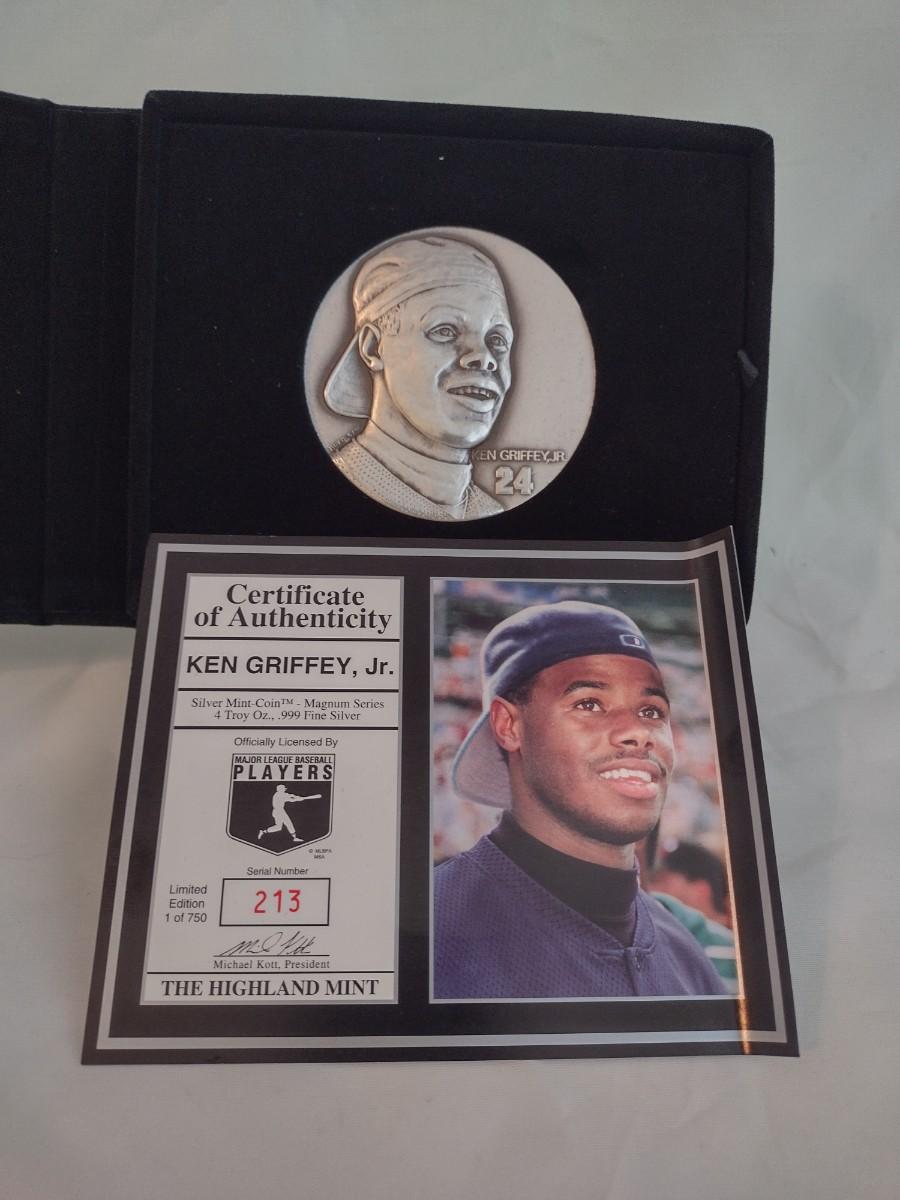 KEN GRIFFEY, JR.
24
Certificate
of Authenticity
KEN GRIFFEY, Jr.
Silver Mint-Coin™ - Magnum Series
4 Troy Oz., .999 Fine Silver
Officially Licensed By
MAJOR LEAGUE BASEBALL
PLAYERS
© MLBPA
MSA
Serial Number
Limited
Edition
1 of 750
213
Michael Kott, President
THE HIGHLAND MINT